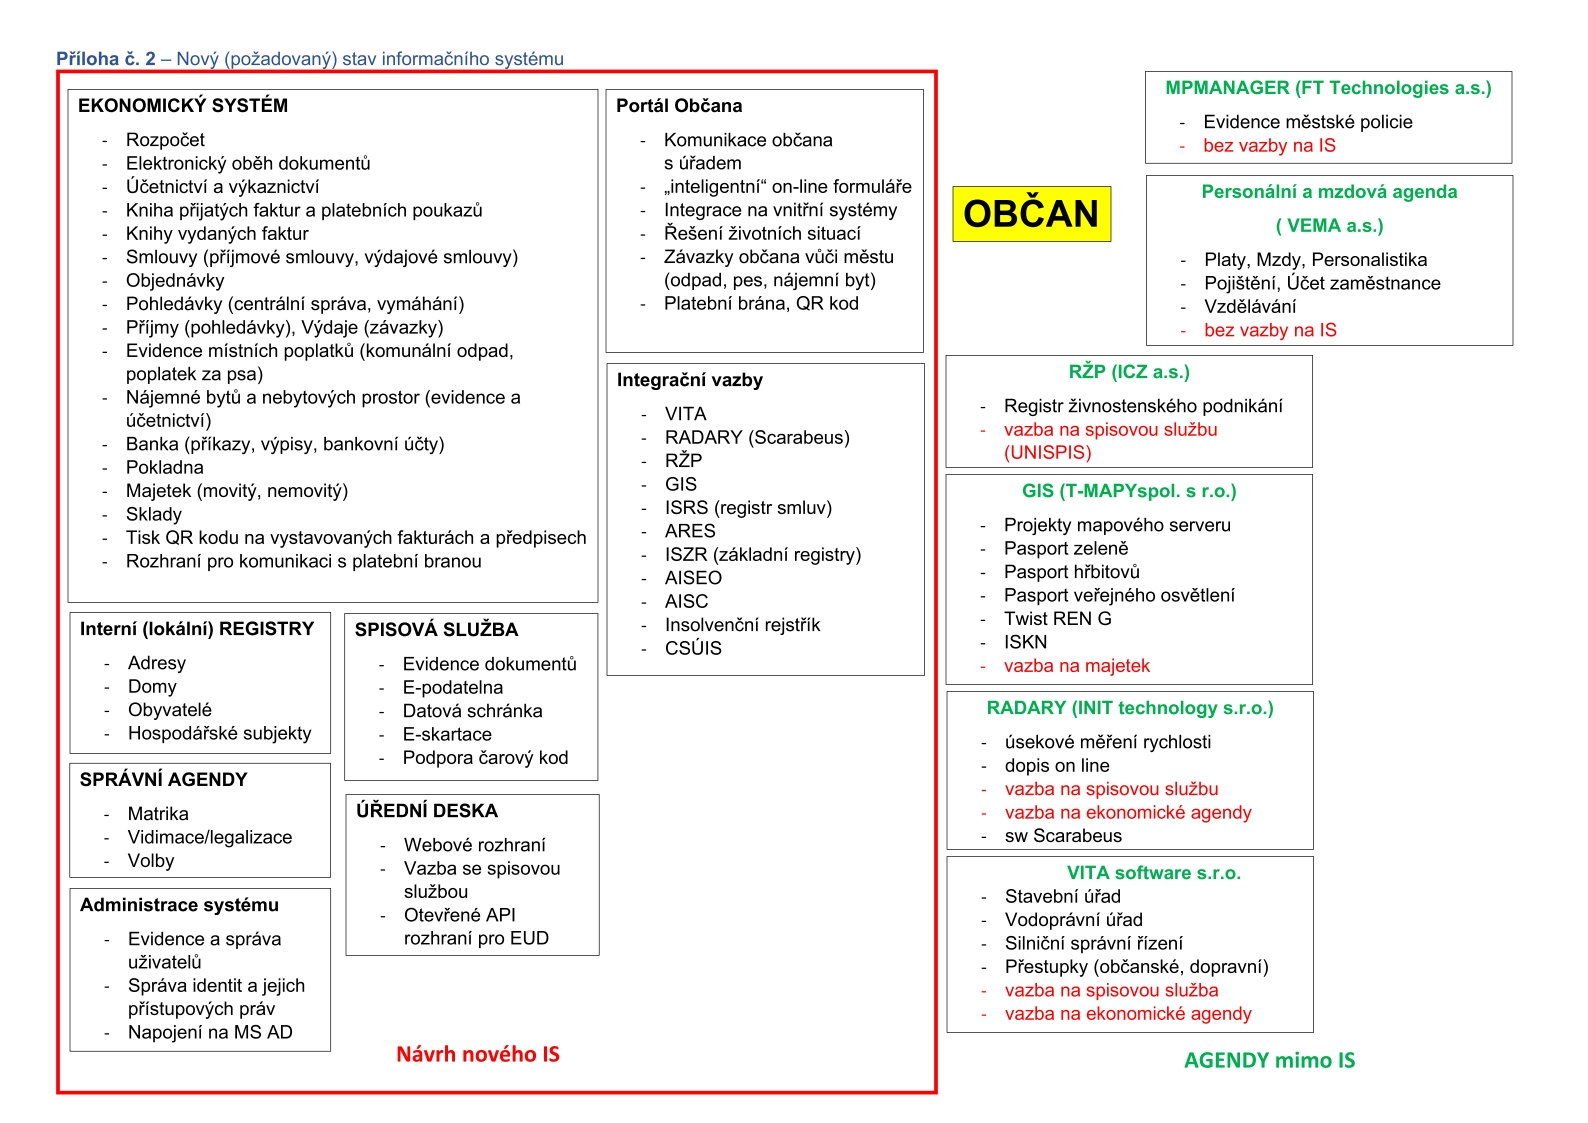 Příloha č. 2 – Nový (požadovaný) stav informačního systému
EKONOMICKÝ SYSTÉM
- Rozpočet
- Elektronický oběh dokumentů
- Účetnictví a výkaznictví
- Kniha přijatých faktur a platebních poukazů
- Knihy vydaných faktur
- Smlouvy (příjmové smlouvy, výdajové smlouvy)
- Objednávky
- Pohledávky (centrální správa, vymáhání)
- Příjmy (pohledávky), Výdaje (závazky)
- Evidence místních poplatků (komunální odpad,
poplatek za psa)
- Nájemné bytů a nebytových prostor (evidence a
účetnictví)
- Banka (příkazy, výpisy, bankovní účty)
- Pokladna
- Majetek (movitý, nemovitý)
- Sklady
- Tisk QR kodu na vystavovaných fakturách a předpisech
- Rozhraní pro komunikaci s platební branou
Interní (lokální) REGISTRY
- Adresy
- Domy
- Obyvatelé
- Hospodářské subjekty
SPRÁVNÍ AGENDY
- Matrika
- Vidimace/legalizace
- Volby
Administrace systému
- Evidence a správa
uživatelů
- Správa identit a jejich
přístupových práv
- Napojení na MS AD
SPISOVÁ SLUŽBA
- Evidence dokumentů
- E-podatelna
- Datová schránka
- E-skartace
- Podpora čarový kod
ÚŘEDNÍ DESKA
- Webové rozhraní
- Vazba se spisovou
službou
- Otevřené API
rozhraní pro EUD
Portál Občana
- Komunikace občana
s úřadem
- „inteligentní“ on-line formuláře
- Integrace na vnitřní systémy
- Řešení životních situací
- Závazky občana vůči městu
(odpad, pes, nájemní byt)
- Platební brána, QR kod
Integrační vazby
- VITA
- RADARY (Scarabeus)
- RŽP
- GIS
- ISRS (registr smluv)
- ARES
- ISZR (základní registry)
- AISEO
- AISC
- Insolvenční rejstřík
- CSÚIS
Návrh nového IS
OBČAN
MPMANAGER (FT Technologies a.s.)
- Evidence městské policie
- bez vazby na IS
Personální a mzdová agenda
( VEMA a.s.)
- Platy, Mzdy, Personalistika
- Pojištění, Účet zaměstnance
- Vzdělávání
- bez vazby na IS
RŽP (ICZ a.s.)
- Registr živnostenského podnikání
- vazba na spisovou službu
(UNISPIS)
GIS (T-MAPYspol. s r.o.)
- Projekty mapového serveru
- Pasport zeleně
- Pasport hřbitovů
- Pasport veřejného osvětlení
- Twist REN G
- ISKN
- vazba na majetek
RADARY (INIT technology s.r.o.)
- úsekové měření rychlosti
- dopis on line
- vazba na spisovou službu
- vazba na ekonomické agendy
- sw Scarabeus
VITA software s.r.o.
- Stavební úřad
- Vodoprávní úřad
- Silniční správní řízení
- Přestupky (občanské, dopravní)
- vazba na spisovou služba
- vazba na ekonomické agendy
AGENDY mimo IS